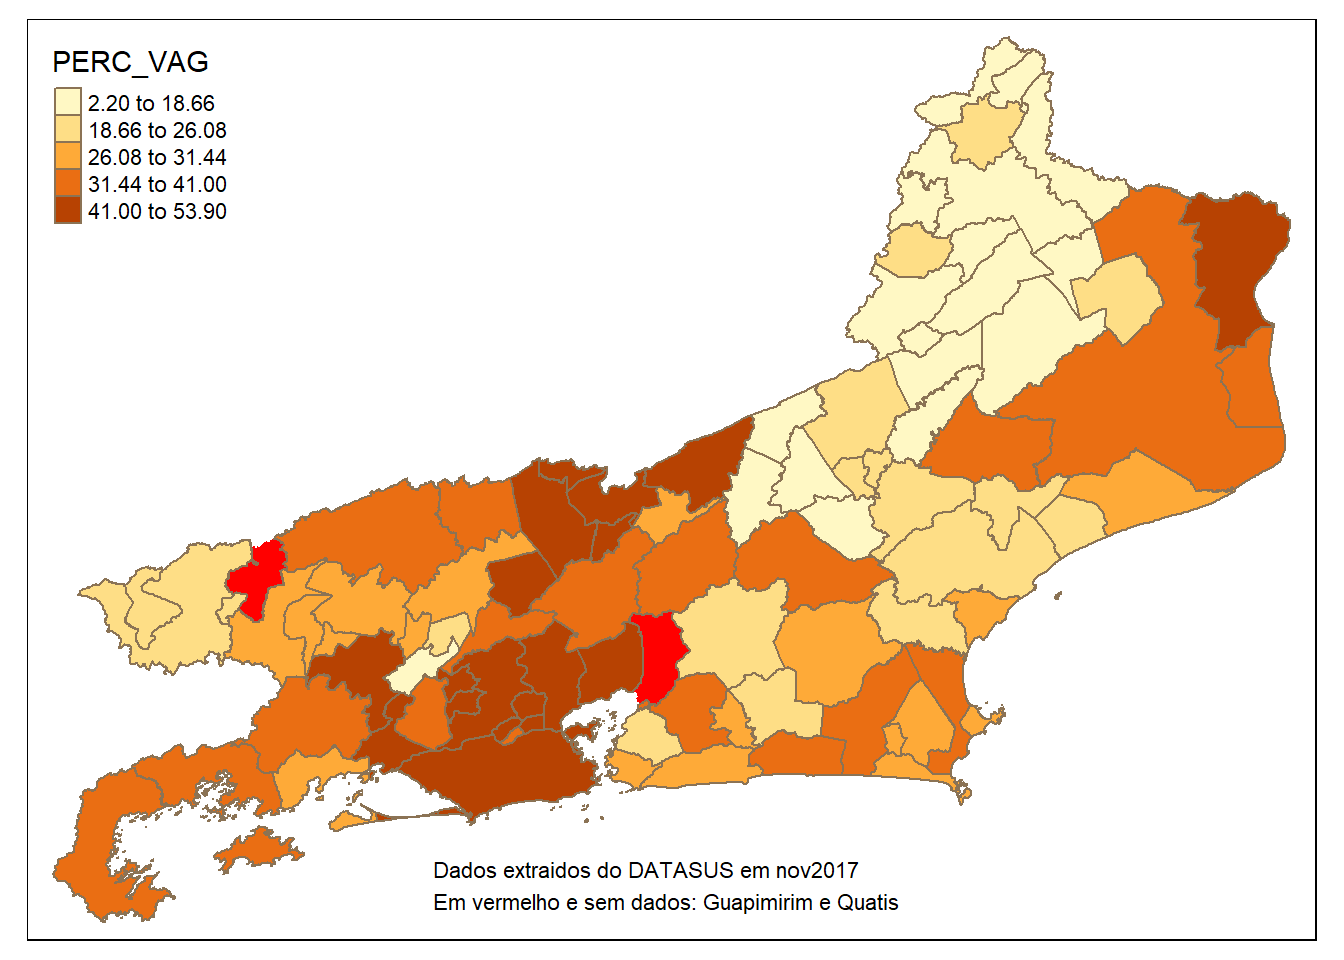 PERC_VAG
2.20 to 18.66
18.66 to 26.08
26.08 to 31.44
31.44 to 41.00
41.00 to 53.90
Dados extraidos do DATASUS em nov2017
Em vermelho e sem dados: Guapimirim e Quatis